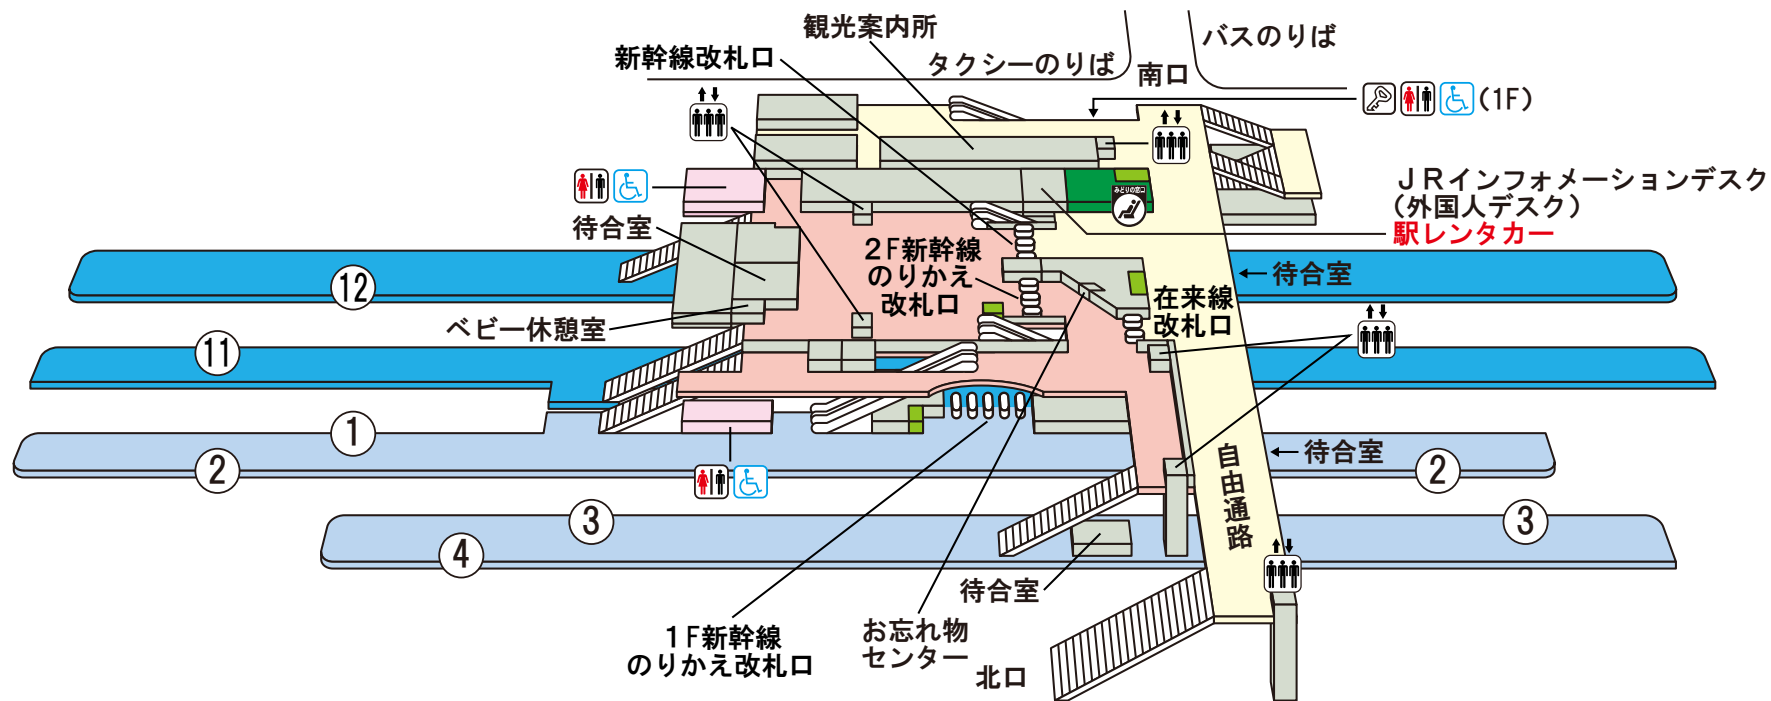 観光案内所
バスのりば
新幹線改札口
タクシーのりば
南口
(1F)
みどりの窓口
JRインフォメーションデスク
(外国人デスク)
駅レンタカー
待合室
2F新幹線
のりかえ
改札口
待合室
12
在来線
改札口
ベビー休憩室
11
1
2
待合室
2
自由通路
3
3
4
待合室
1F新幹線
のりかえ改札口
お忘れ物
センター
北口